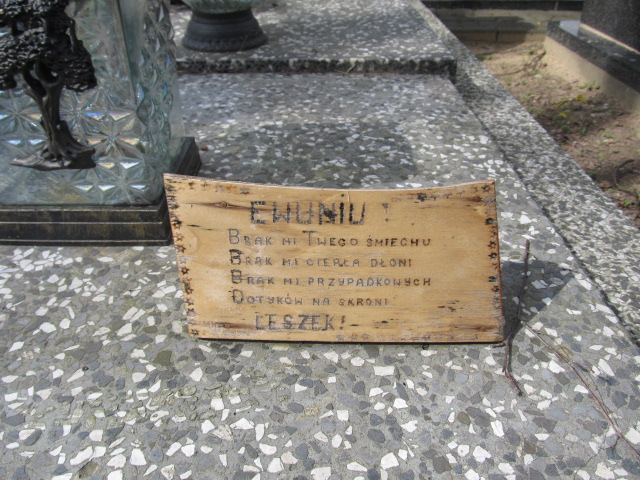 EWUNIU !
BRAK MI TWEGO ŚMIECHU
BRAK MI CIEPŁA DŁONI
BRAK MI PRZYPADKOWYCH
DOTYKÓW NA SKRONI
LESZEK!